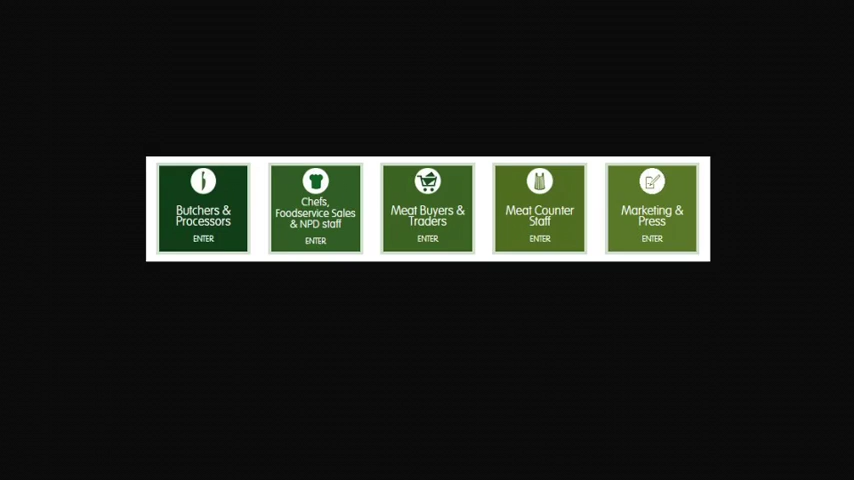 Butchers &
Processors
ENTER
Chefs,
Foodservice Sales
& NPD staff
ENTER
Meat Buyers &
Traders
ENTER
Meat Counter
Staff
ENTER
Marketing &
Press
ENTER